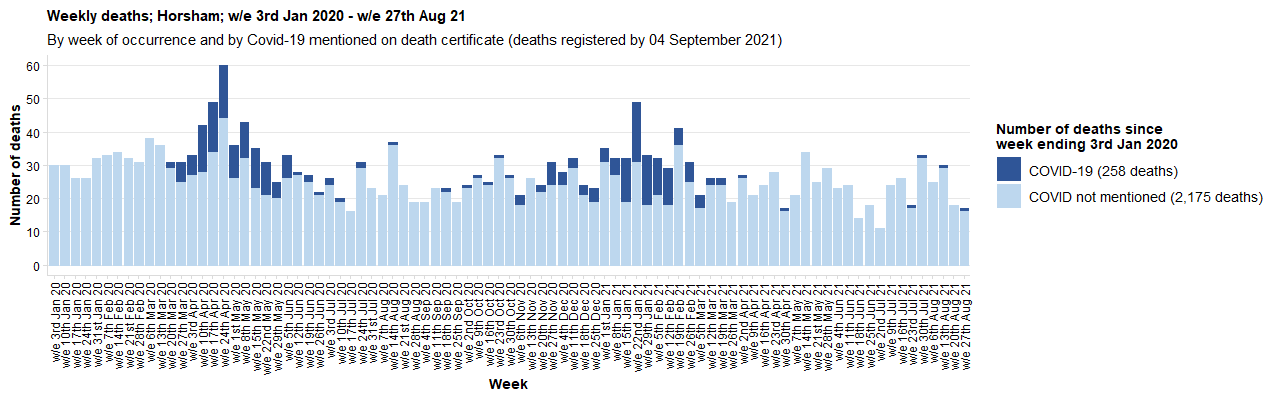 Weekly deaths; Horsham; w/e 3rd Jan 2020 - w/e 27th Aug 21
By week of occurrence and by Covid-19 mentioned on death certificate (deaths registered by 04 September 2021)
Number of deaths
60
50
40
30
20
10
0
w/e 3rd Jan 20
w/e 10th Jan 20
w/e 17th Jan 20
w/e 24th Jan 20
w/e 31st Jan 20
w/e 7th Feb 20
w/e 14th Feb 20
w/e 21st Feb 20
w/e 28th Feb 20
w/e 6th Mar 20
w/e 13th Mar 20
w/e 20th Mar 20
w/e 27th Mar 20
w/e 3rd Apr 20
w/e 10th Apr 20
w/e 17th Apr 20
w/e 24th Apr 20
w/e 1st May 20
w/e 8th May 20
w/e 15th May 20
w/e 22nd May 20
w/e 29th May 20
w/e 5th Jun 20
w/e 12th Jun 20
w/e 19th Jun 20
w/e 26th Jun 20
w/e 3rd Jul 20
w/e 10th Jul 20
w/e 17th Jul 20
w/e 24th Jul 20
w/e 31st Jul 20
w/e 7th Aug 20
w/e 14th Aug 20
w/e 21st Aug 20
w/e 28th Aug 20
w/e 4th Sep 20
w/e 11th Sep 20
w/e 18th Sep 20
w/e 25th Sep 20
w/e 2nd Oct 20
w/e 9th Oct 20
w/e 16th Oct 20
w/e 23rd Oct 20
w/e 30th Oct 20
w/e 6th Nov 20
w/e 13th Nov 20
w/e 20th Nov 20
w/e 27th Nov 20
w/e 4th Dec 20
w/e 11th Dec 20
w/e 18th Dec 20
w/e 25th Dec 20
w/e 1st Jan 21
w/e 8th Jan 21
w/e 15th Jan 21
w/e 22nd Jan 21
w/e 29th Jan 21
w/e 5th Feb 21
w/e 12th Feb 21
w/e 19th Feb 21
w/e 26th Feb 21
w/e 5th Mar 21
w/e 12th Mar 21
w/e 19th Mar 21
w/e 26th Mar 21
w/e 2nd Apr 21
w/e 9th Apr 21
w/e 16th Apr 21
w/e 23rd Apr 21
w/e 30th Apr 21
w/e 7th May 21
w/e 14th May 21
w/e 21st May 21
w/e 28th May 21
w/e 4th Jun 21
w/e 11th Jun 21
w/e 18th Jun 21
w/e 25th Jun 21
w/e 2nd Jul 21
w/e 9th Jul 21
w/e 16th Jul 21
w/e 23rd Jul 21
w/e 30th Jul 21
w/e 6th Aug 21
w/e 13th Aug 21
w/e 20th Aug 21
w/e 27th Aug 21
Week
Number of deaths since
week ending 3rd Jan 2020
COVID-19 (258 deaths)
COVID not mentioned (2,175 deaths)